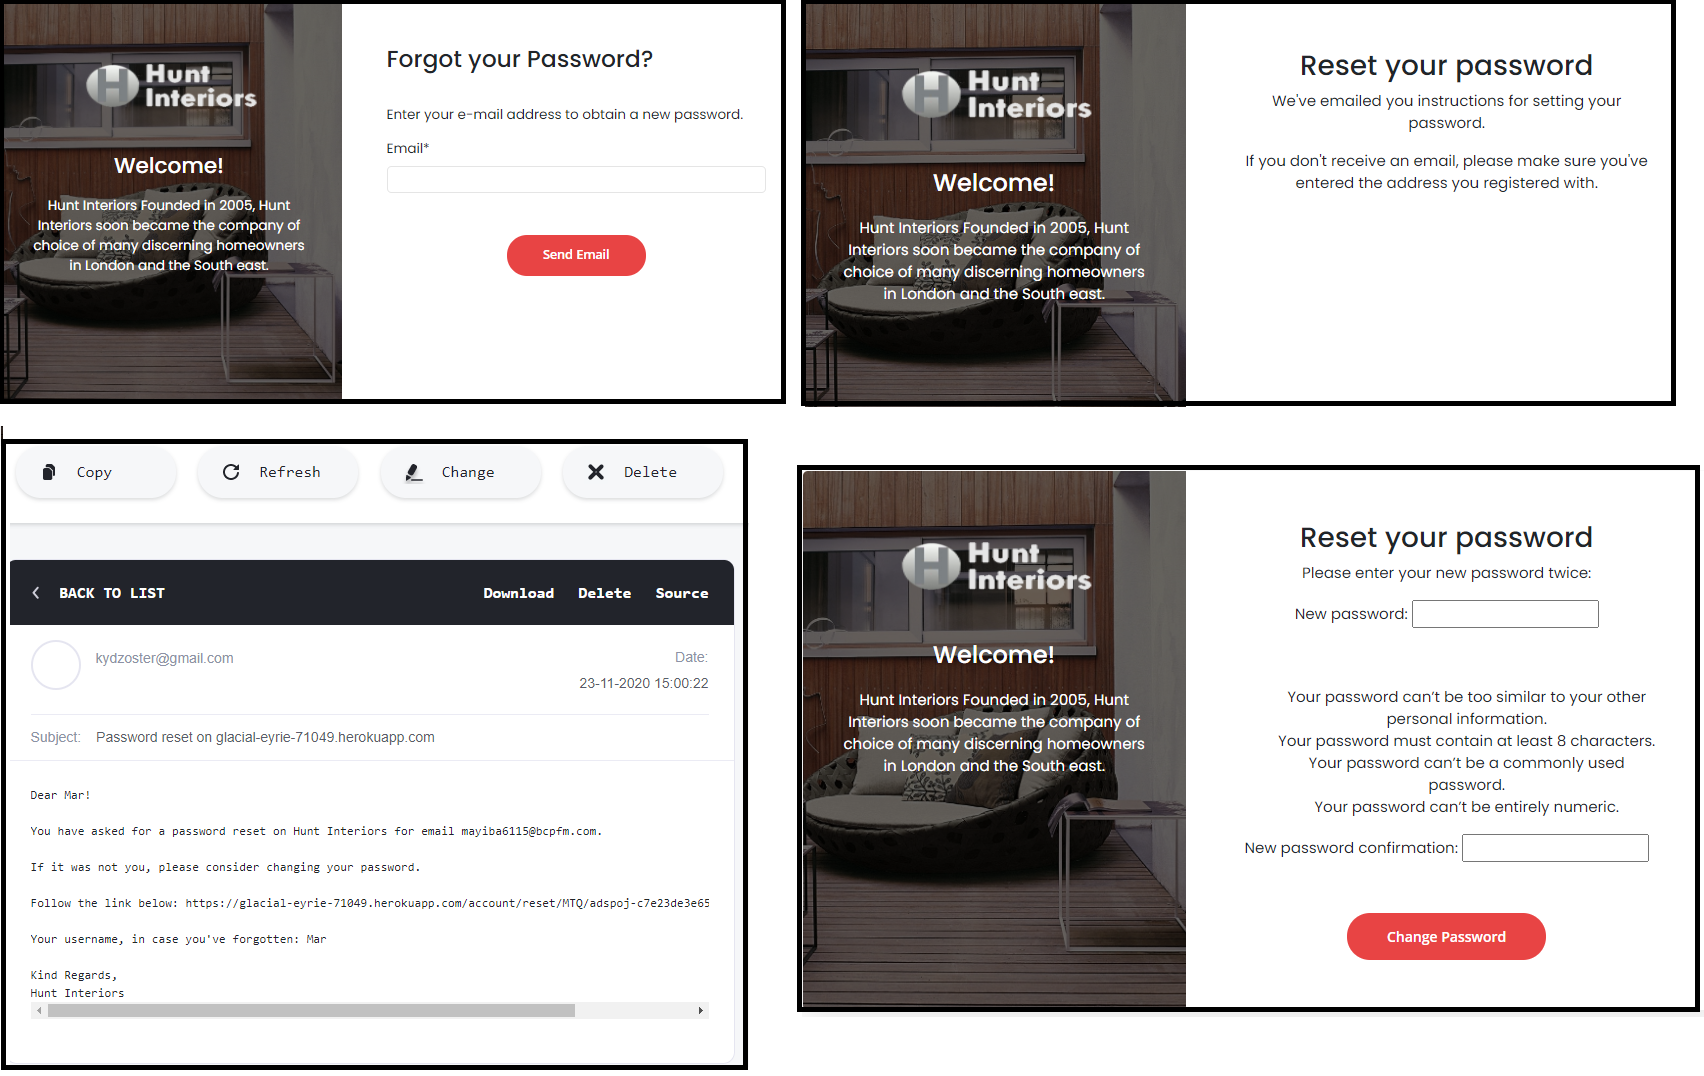 Hunt
Interiors
Welcome!
Hunt Interiors Founded in 2005, Hunt
Interiors soon became the company of
choice of many discerning homeowners
in London and the South east.
Forgot your Password?
Enter your e-mail address to obtain a new password.
Email*
Send Email
Hunt
Interiors
Welcome!
Hunt Interiors Founded in 2005, Hunt
Interiors soon became the company of
choice of many discerning homeowners
in London and the South east.
Reset your password
We've emailed you instructions for setting your
password.
If you don't receive an email, please make sure you've
entered the address you registered with.
Copy Refresh Change Delete
BACK TO LIST Download Delete Source
kydzoster@gmail.com Date:
23-11-2020 15:00:22
Subject: Password reset on glacial-eyrie-71049.herokuapp.com
Dear Mar!
You have asked for a password reset on Hunt Interiors for email mayiba6115@bcpfm.com.
If it was not you, please consider changing your password.
Follow the link below: https://glacial-eyrie-71049.herokuapp.com/account/reset/MTQ/adspoj-c7e23de3e65
Your username, in case you've forgotten: Mar
Kind Regards,
Hunt Interiors
Hunt
Interiors
Welcome!
Hunt Interiors Founded in 2005, Hunt
Interiors soon became the company of
choice of many discerning homeowners
in London and the South east.
Reset your password
Please enter your new password twice:
New password:
Your password can’t be too similar to your other
personal information.
Your password must contain at least 8 characters.
Your password can’t be a commonly used
password.
Your password can’t be entirely numeric.
New password confirmation:
Change Password